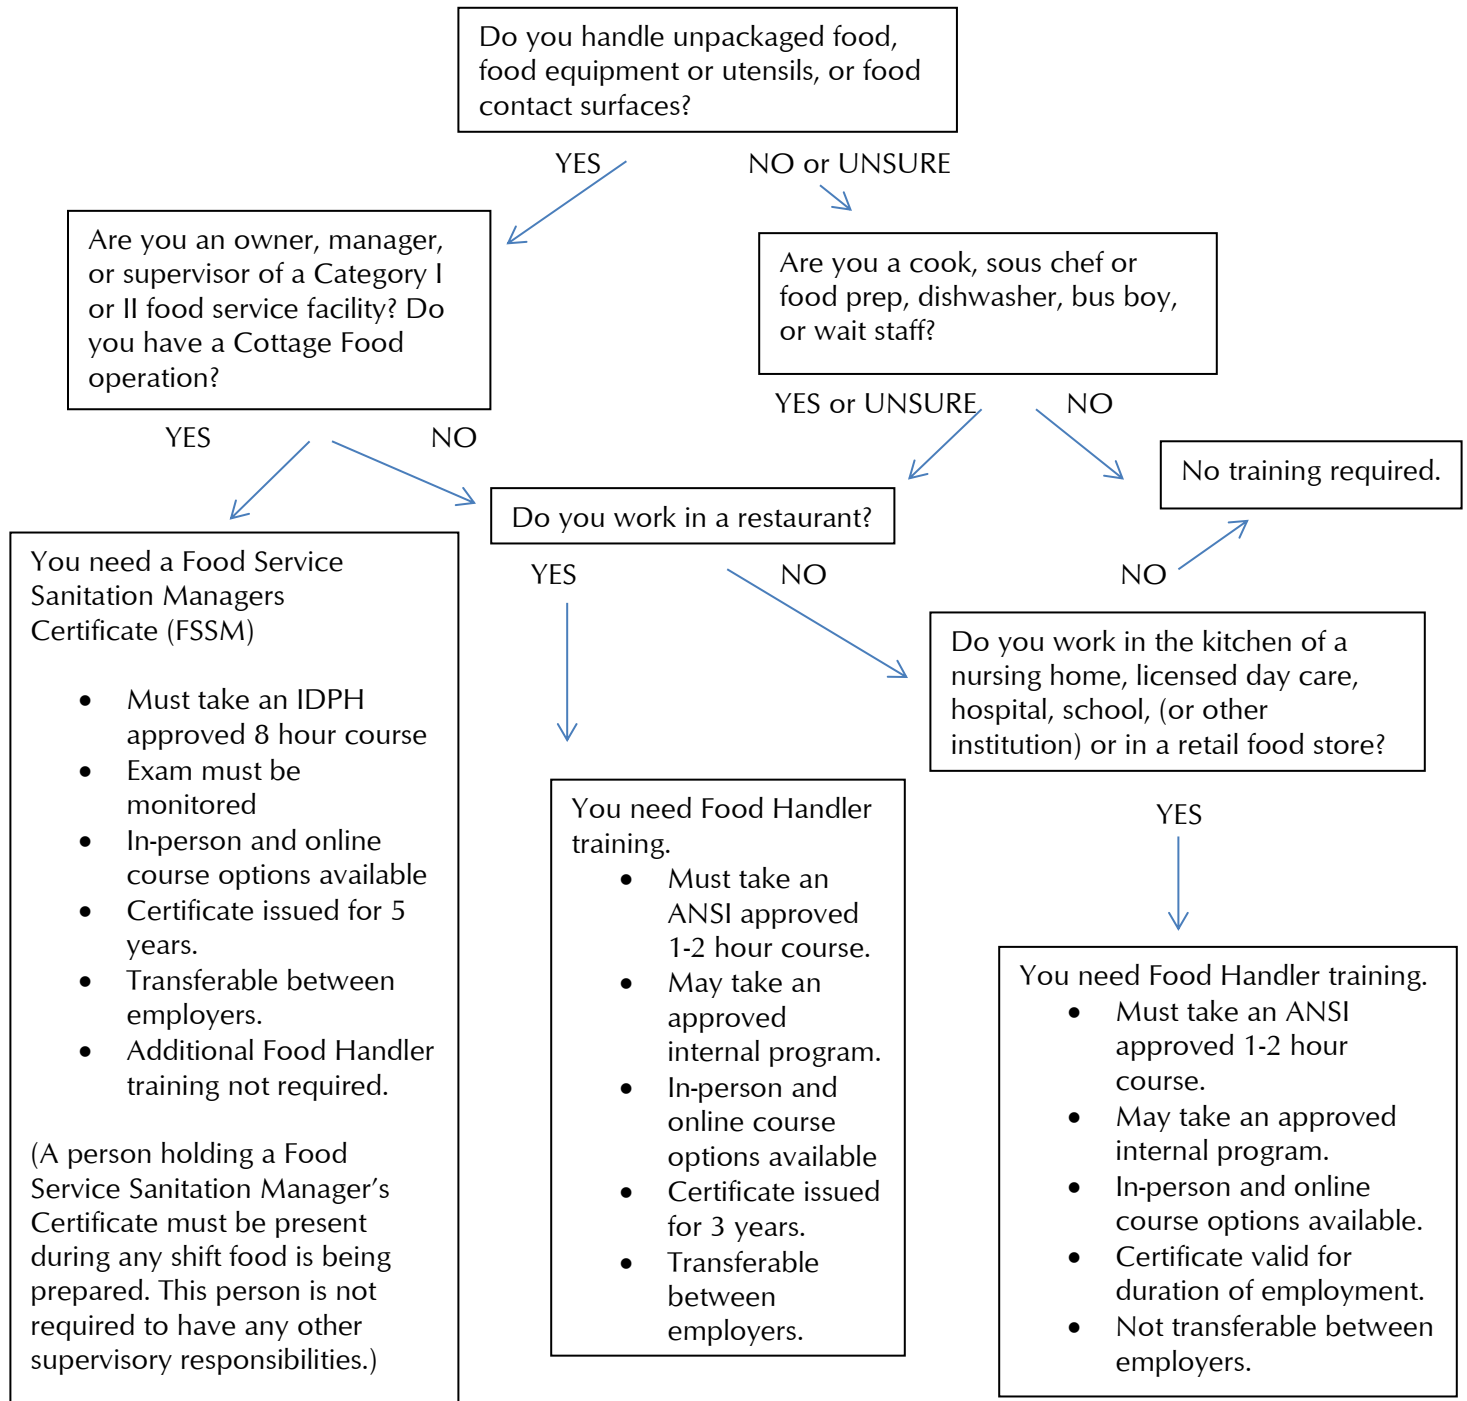 Do you handle unpackaged food,
food equipment or utensils, or food
contact surfaces?
YES
NO or UNSURE
Are you an owner, manager,
or supervisor of a Category I
or II food service facility? Do
you have a Cottage Food
operation?
Are you a cook, sous chef or
food prep, dishwasher, bus boy,
or wait staff?
YES
NO
YES or UNSURE
NO
No training required.
Do you work in a restaurant?
YES
NO
NO
You need a Food Service
Sanitation Managers
Certificate (FSSM)
• Must take an IDPH
approved 8 hour course
• Exam must be
monitored
• In-person and online
course options available
• Certificate issued for 5
years.
• Transferable between
employers.
• Additional Food Handler
training not required.
(A person holding a Food
Service Sanitation Manager’s
Certificate must be present
during any shift food is being
prepared. This person is not
required to have any other
supervisory responsibilities.)
Do you work in the kitchen of a
nursing home, licensed day care,
hospital, school, (or other
institution) or in a retail food store?
YES
You need Food Handler
training.
• Must take an
ANSI approved
1-2 hour course.
• May take an
approved
internal program.
• In-person and
online course
options available
• Certificate issued
for 3 years.
• Transferable
between
employers.
You need Food Handler training.
• Must take an ANSI
approved 1-2 hour
course.
• May take an approved
internal program.
• In-person and online
course options available.
• Certificate valid for
duration of employment.
• Not transferable between
employers.